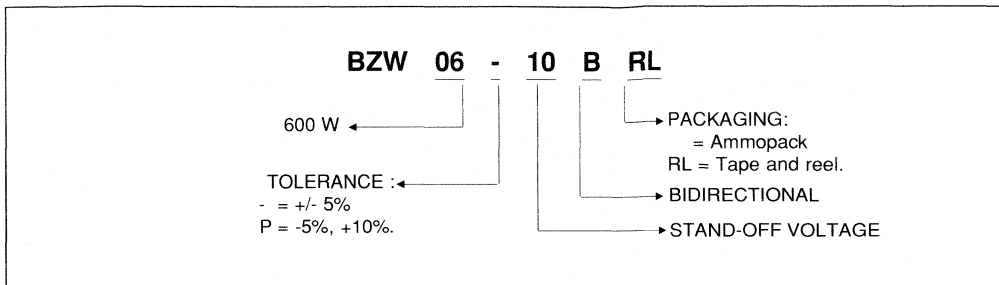 BZW 06 - 10 B RL
600 W
TOLERANCE :
- = +/- 5%
P = -5%, +10%.
PACKAGING:
= Ammopack
RL = Tape and reel.
BIDIRECTIONAL
STAND-OFF VOLTAGE